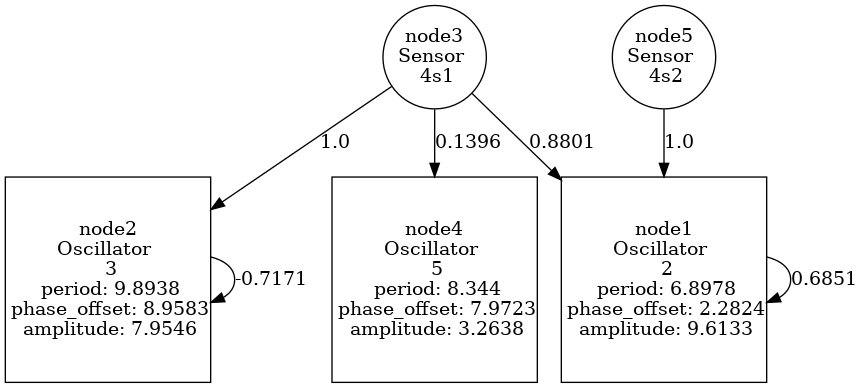 node3
Sensor
4s1
node5
Sensor
4s2
1.0
0.1396
0.8801
1.0
node2
Oscillator
3
period: 9.8938
phase_offset: 8.9583
amplitude: 7.9546
-0.7171
node4
Oscillator
5
period: 8.344
phase_offset: 7.9723
amplitude: 3.2638
node1
Oscillator
2
period: 6.8978
phase_offset: 2.2824
amplitude: 9.6133
0.6851